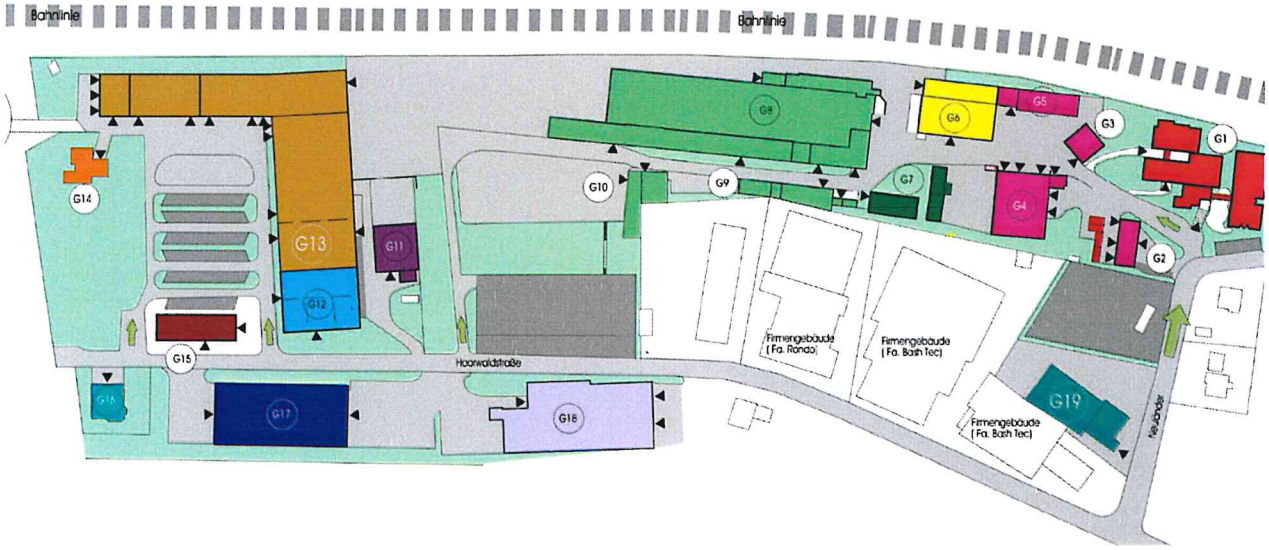 Bahnlinie
Bahnlinie
G8
G6
G5
G3
G1
G14
G10
G9
G7
G4
G13
G11
G2
G12
G15
Firmengebäude
(Fa. Rondo)
Firmengebäude
(Fa. Bash Tec)
Haarwaldstraße
G16
G17
G18
G19
Firmengebäude
(Fa. Bash Tec)
Neuländer